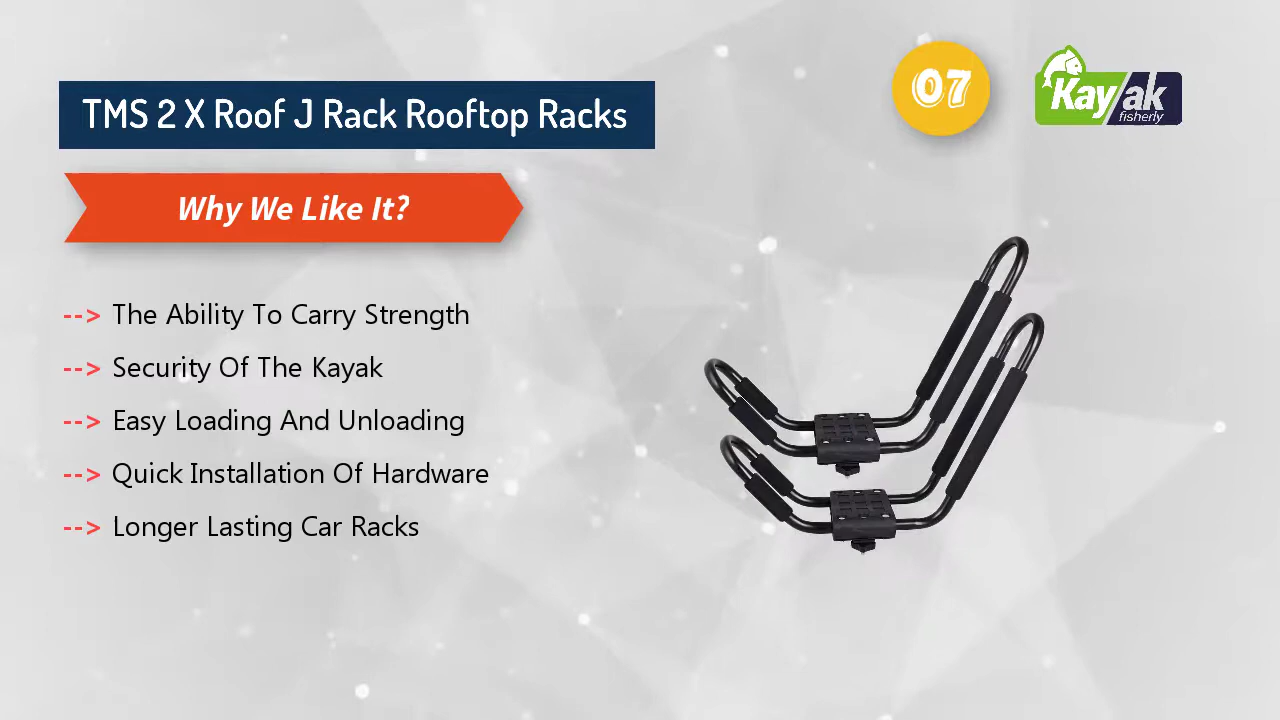 TMS 2 X Roof J Rack Rooftop Racks
07
Kayak
fisherly
Why We Like It?
--> The Ability To Carry Strength
--> Security Of The Kayak
--> Easy Loading And Unloading
--> Quick Installation Of Hardware
--> Longer Lasting Car Racks